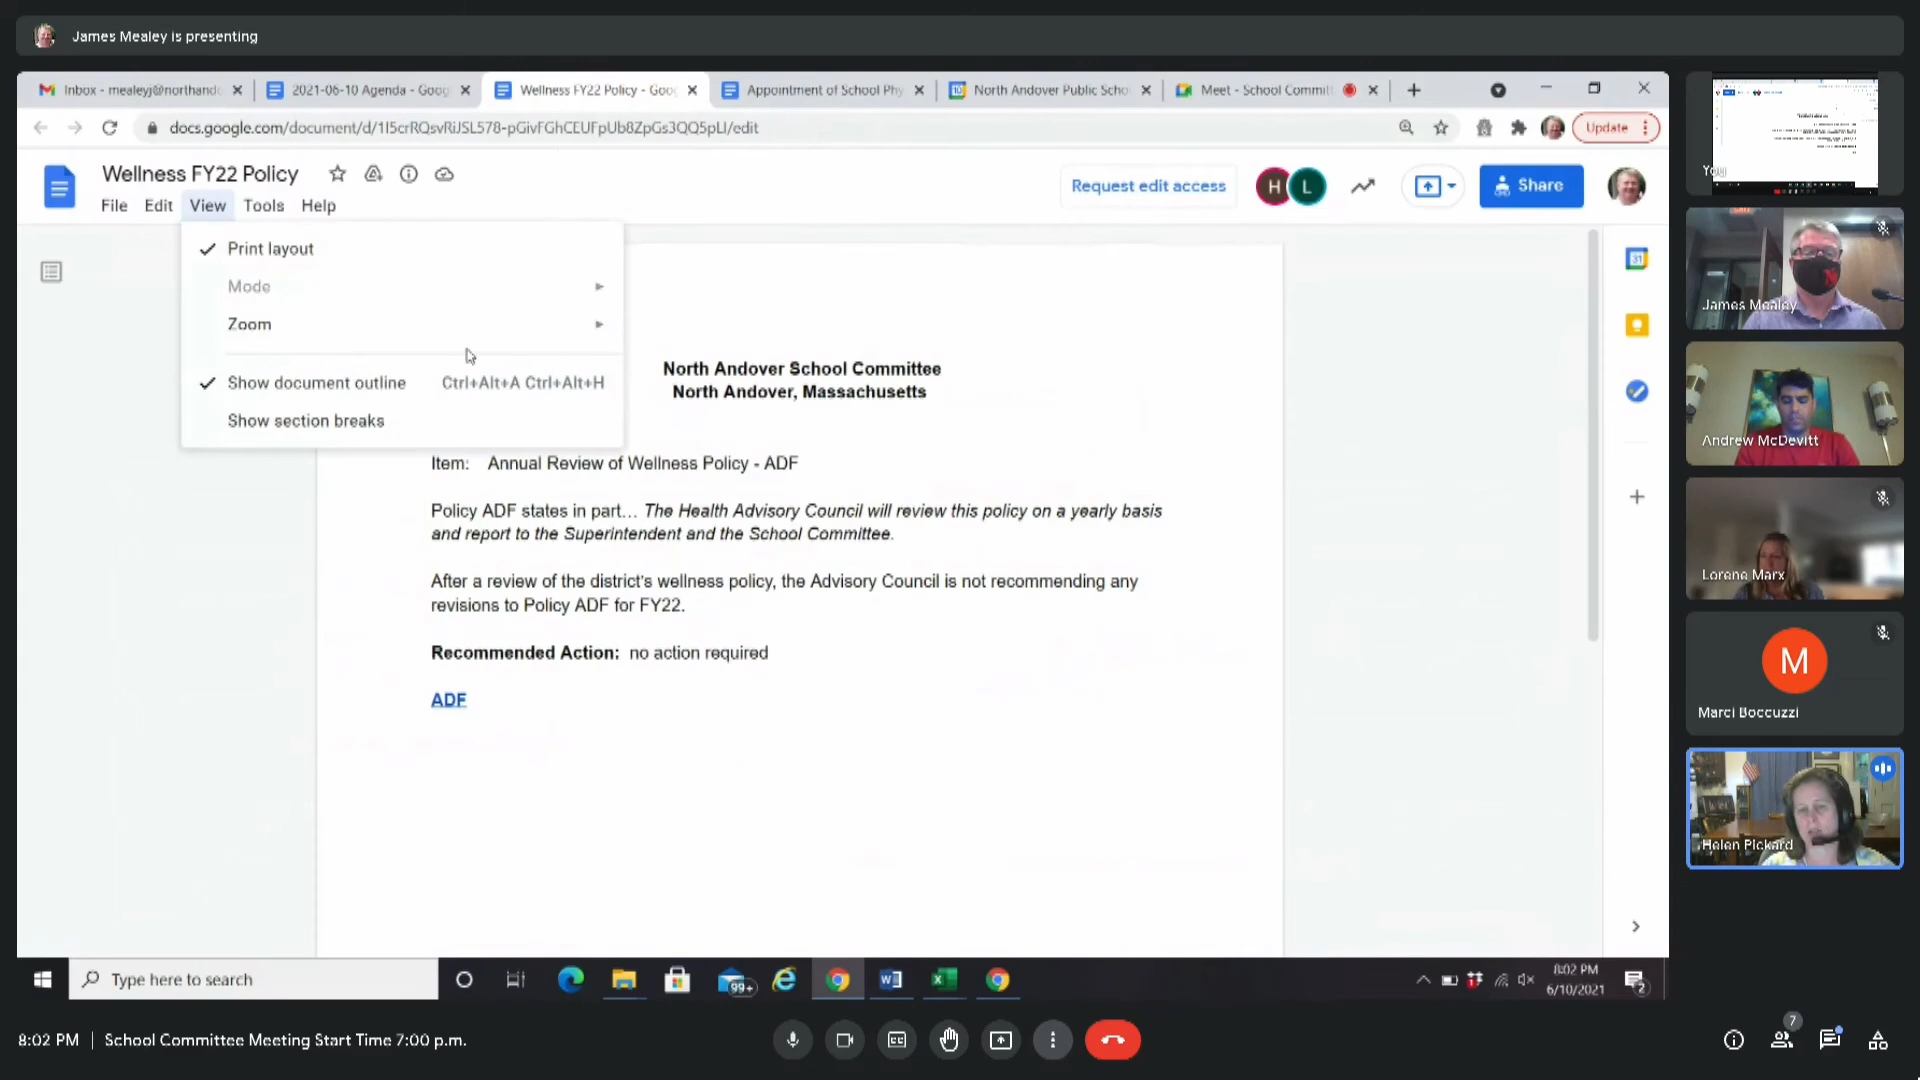 James Mealey is presenting
Inbox - mealeyj@northand
2021-06-10 Agenda - Goog
Wellness FY22 Policy - Goo
Appointment of School Phy
North Andover Public Scho
Meet - School Committ
docs.google.com/document/d/1I5crRQsvRiJSL578-pGivFGhCEUFpUb8ZpGs3QQ5pLI/edit
Update
Wellness FY22 Policy
File Edit View Tools Help
Request edit access
H L
Share
Print layout
Mode
Zoom
Show document outline Ctrl+Alt+A Ctrl+Alt+H
Show section breaks
North Andover School Committee
North Andover, Massachusetts
Item: Annual Review of Wellness Policy - ADF
Policy ADF states in part... The Health Advisory Council will review this policy on a yearly basis
and report to the Superintendent and the School Committee.
After a review of the district's wellness policy, the Advisory Council is not recommending any
revisions to Policy ADF for FY22.
Recommended Action: no action required
ADF
31
You
James Mealey
Andrew McDevitt
Lorene Marx
M
Marci Boccuzzi
Helen Pickard
Type here to search
99+
8:02 PM
6/10/2021
2
8:02 PM | School Committee Meeting Start Time 7:00 p.m.
7